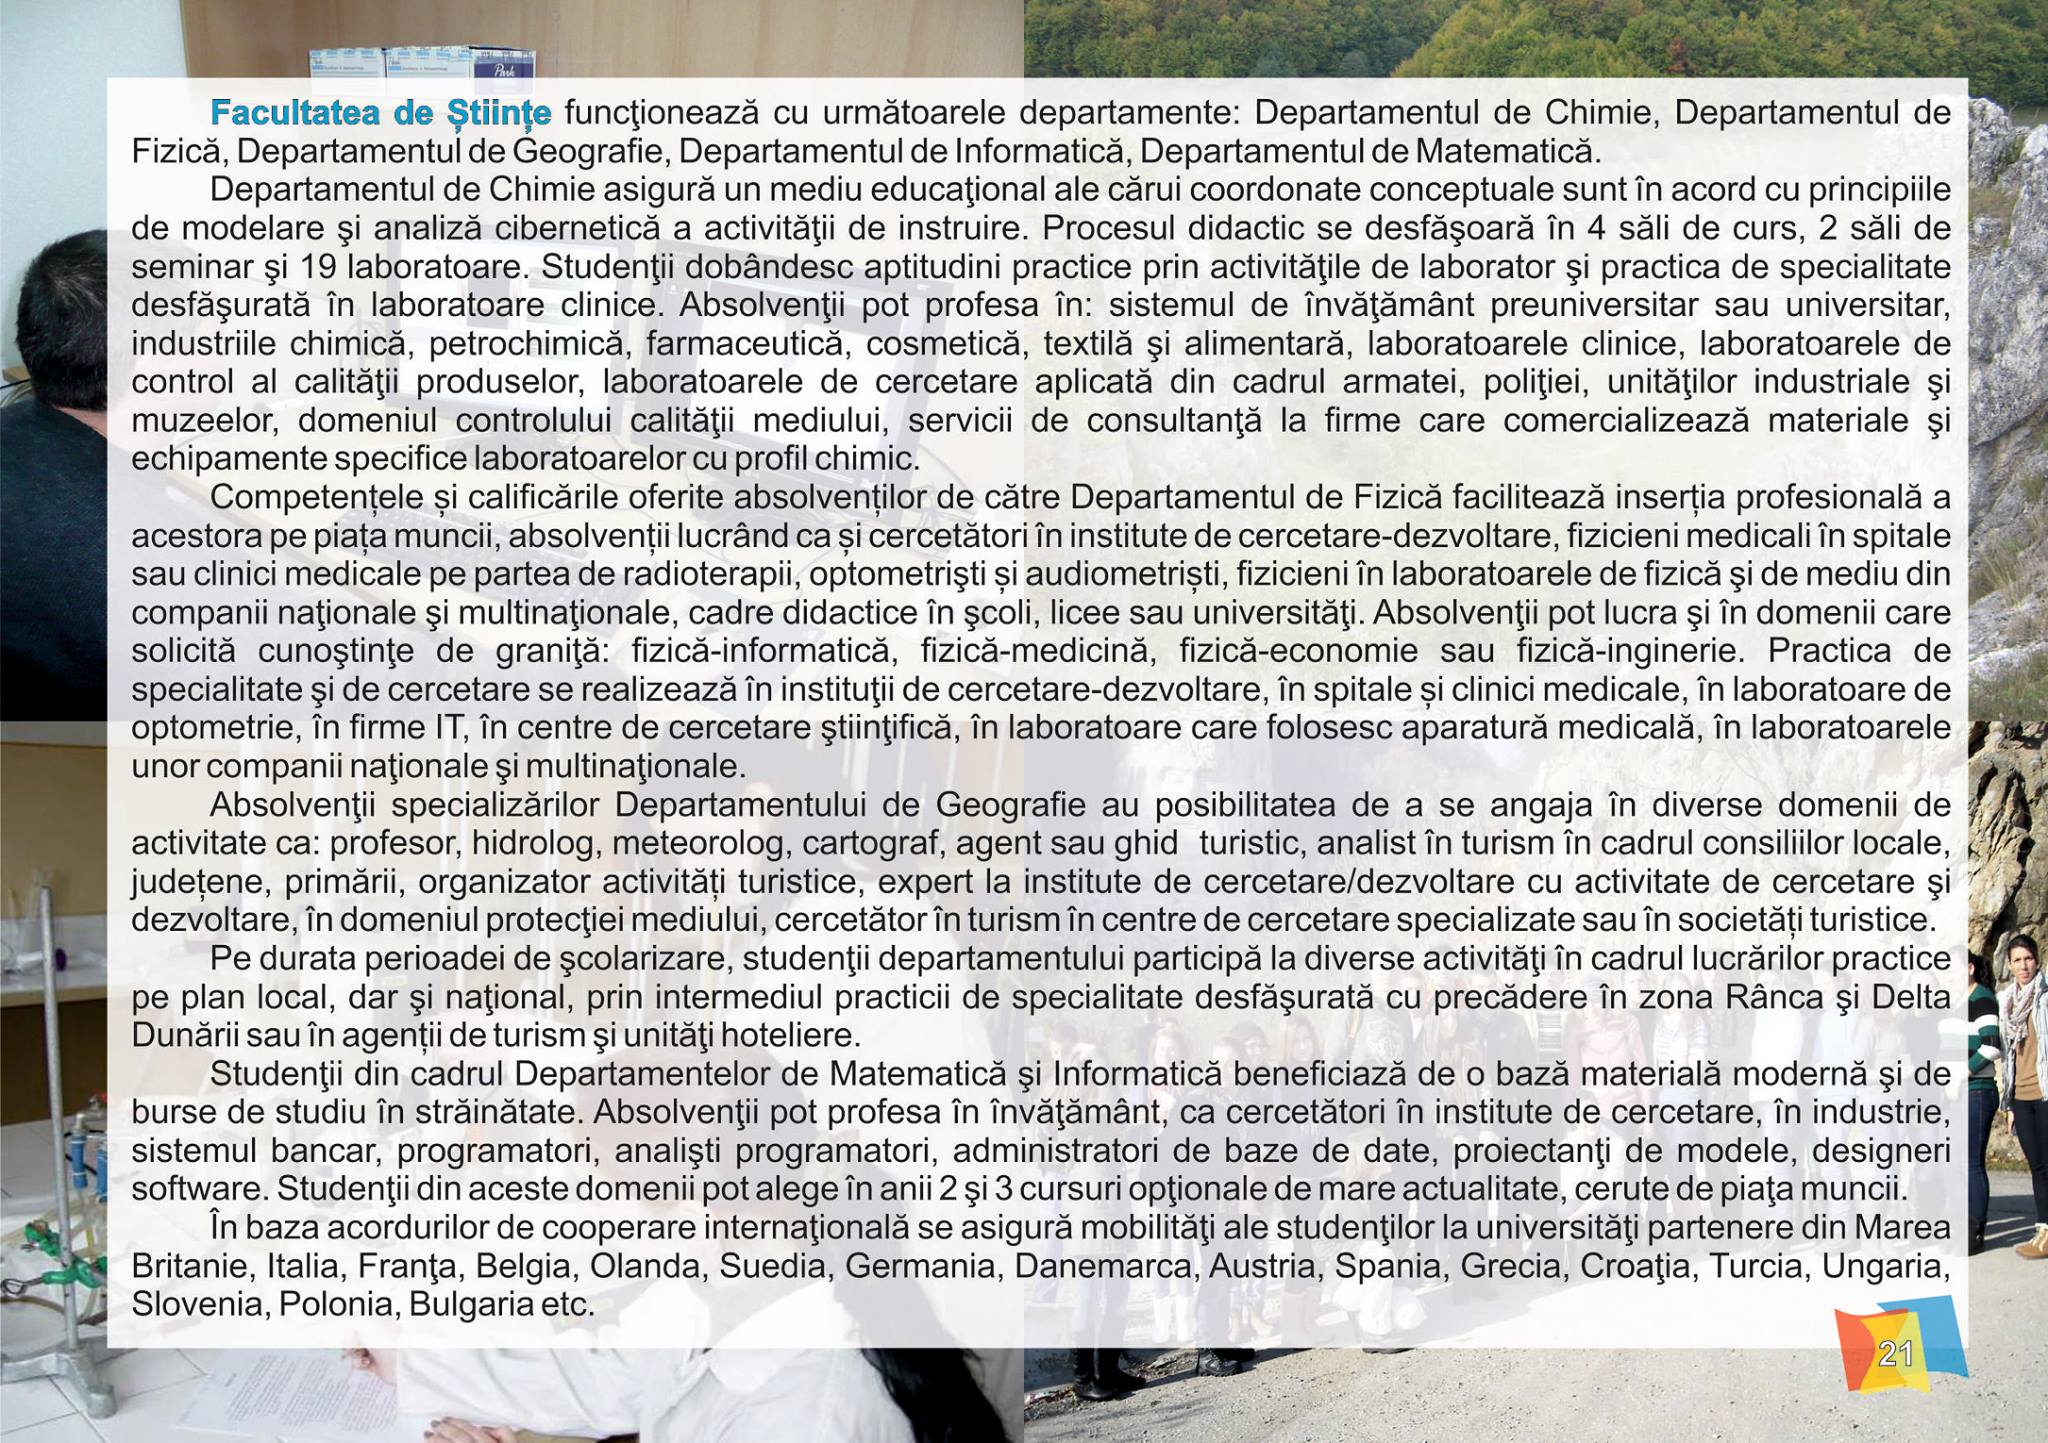 Park
Facultatea de Științe funcţionează cu următoarele departamente: Departamentul de Chimie, Departamentul de
Fizică, Departamentul de Geografie, Departamentul de Informatică, Departamentul de Matematică.
Departamentul de Chimie asigură un mediu educaţional ale cărui coordonate conceptuale sunt în acord cu principiile
de modelare şi analiză cibernetică a activităţii de instruire. Procesul didactic se desfăşoară în 4 săli de curs, 2 săli de
seminar şi 19 laboratoare. Studenţii dobândesc aptitudini practice prin activităţile de laborator şi practica de specialitate
desfăşurată în laboratoare clinice. Absolvenţii pot profesa în: sistemul de învăţământ preuniversitar sau universitar,
industriile chimică, petrochimică, farmaceutică, cosmetică, textilă şi alimentară, laboratoarele clinice, laboratoarele de
control al calităţii produselor, laboratoarele de cercetare aplicată din cadrul armatei, poliţiei, unităţilor industriale şi
muzeelor, domeniul controlului calităţii mediului, servicii de consultanţă la firme care comercializează materiale şi
echipamente specifice laboratoarelor cu profil chimic.
Competențele și calificările oferite absolvenților de către Departamentul de Fizică facilitează inserția profesională a
acestora pe piața muncii, absolvenții lucrând ca și cercetători în institute de cercetare-dezvoltare, fizicieni medicali în spitale
sau clinici medicale pe partea de radioterapii, optometrişti și audiometriști, fizicieni în laboratoarele de fizică şi de mediu din
companii naţionale şi multinaţionale, cadre didactice în şcoli, licee sau universităţi. Absolvenţii pot lucra şi în domenii care
solicită cunoştinţe de graniţă: fizică-informatică, fizică-medicină, fizică-economie sau fizică-inginerie. Practica de
specialitate şi de cercetare se realizează în instituţii de cercetare-dezvoltare, în spitale și clinici medicale, în laboratoare de
optometrie, în firme IT, în centre de cercetare ştiinţifică, în laboratoare care folosesc aparatură medicală, în laboratoarele
unor companii naţionale şi multinaţionale.
Absolvenţii specializărilor Departamentului de Geografie au posibilitatea de a se angaja în diverse domenii de
activitate ca: profesor, hidrolog, meteorolog, cartograf, agent sau ghid  turistic, analist în turism în cadrul consiliilor locale,
județene, primării, organizator activități turistice, expert la institute de cercetare/dezvoltare cu activitate de cercetare şi
dezvoltare, în domeniul protecţiei mediului, cercetător în turism în centre de cercetare specializate sau în societăți turistice.
Pe durata perioadei de şcolarizare, studenţii departamentului participă la diverse activităţi în cadrul lucrărilor practice
pe plan local, dar şi naţional, prin intermediul practicii de specialitate desfăşurată cu precădere în zona Rânca şi Delta
Dunării sau în agenții de turism şi unităţi hoteliere.
Studenţii din cadrul Departamentelor de Matematică şi Informatică beneficiază de o bază materială modernă şi de
burse de studiu în străinătate. Absolvenţii pot profesa în învăţământ, ca cercetători în institute de cercetare, în industrie,
sistemul bancar, programatori, analişti programatori, administratori de baze de date, proiectanţi de modele, designeri
software. Studenţii din aceste domenii pot alege în anii 2 şi 3 cursuri opţionale de mare actualitate, cerute de piaţa muncii.
În baza acordurilor de cooperare internaţională se asigură mobilităţi ale studenţilor la universităţi partenere din Marea
Britanie, Italia, Franţa, Belgia, Olanda, Suedia, Germania, Danemarca, Austria, Spania, Grecia, Croaţia, Turcia, Ungaria,
Slovenia, Polonia, Bulgaria etc.
21